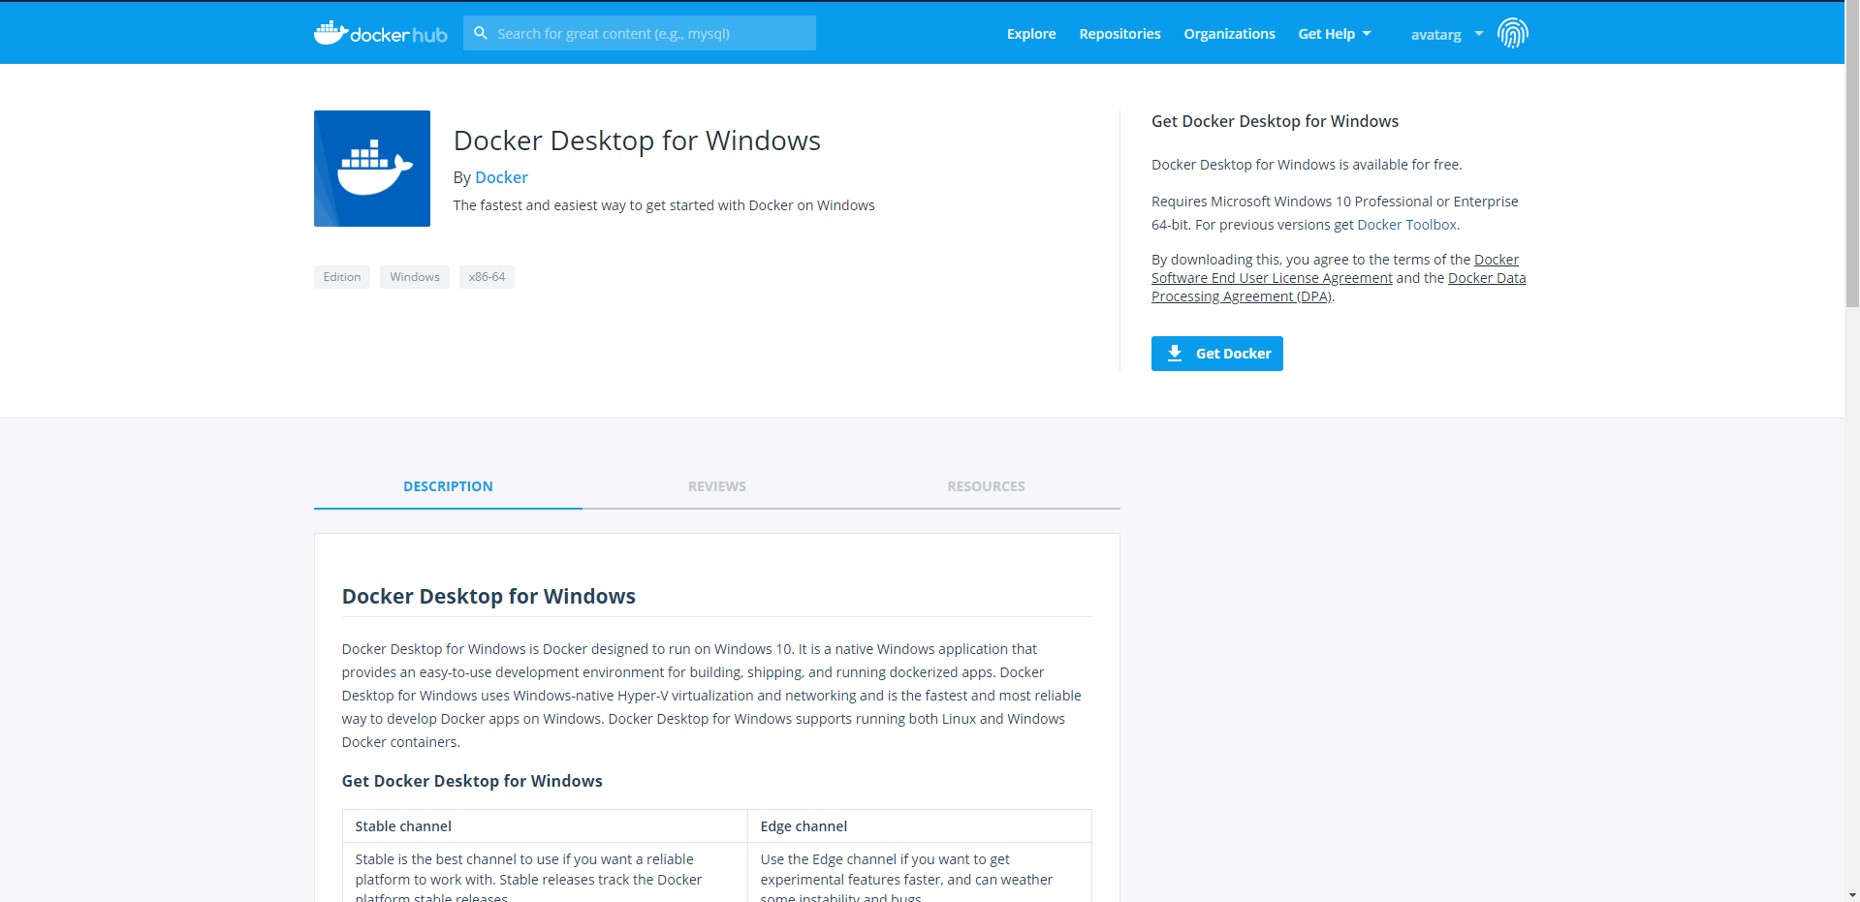 docker hub
Search for great content (e.g., mysql)
Explore
Repositories
Organizations
Get Help
avatarg
Docker Desktop for Windows
By Docker
The fastest and easiest way to get started with Docker on Windows
Edition
Windows
x86-64
Get Docker Desktop for Windows
Docker Desktop for Windows is available for free.
Requires Microsoft Windows 10 Professional or Enterprise
64-bit. For previous versions get Docker Toolbox.
By downloading this, you agree to the terms of the Docker
Software End User License Agreement and the Docker Data
Processing Agreement (DPA).
Get Docker
DESCRIPTION
REVIEWS
RESOURCES
Docker Desktop for Windows
Docker Desktop for Windows is Docker designed to run on Windows 10. It is a native Windows application that
provides an easy-to-use development environment for building, shipping, and running dockerized apps. Docker
Desktop for Windows uses Windows-native Hyper-V virtualization and networking and is the fastest and most reliable
way to develop Docker apps on Windows. Docker Desktop for Windows supports running both Linux and Windows
Docker containers.
Get Docker Desktop for Windows
Stable channel
Stable is the best channel to use if you want a reliable
platform to work with. Stable releases track the Docker
platform stable releases.
Edge channel
Use the Edge channel if you want to get
experimental features faster, and can weather
some instability and bugs.